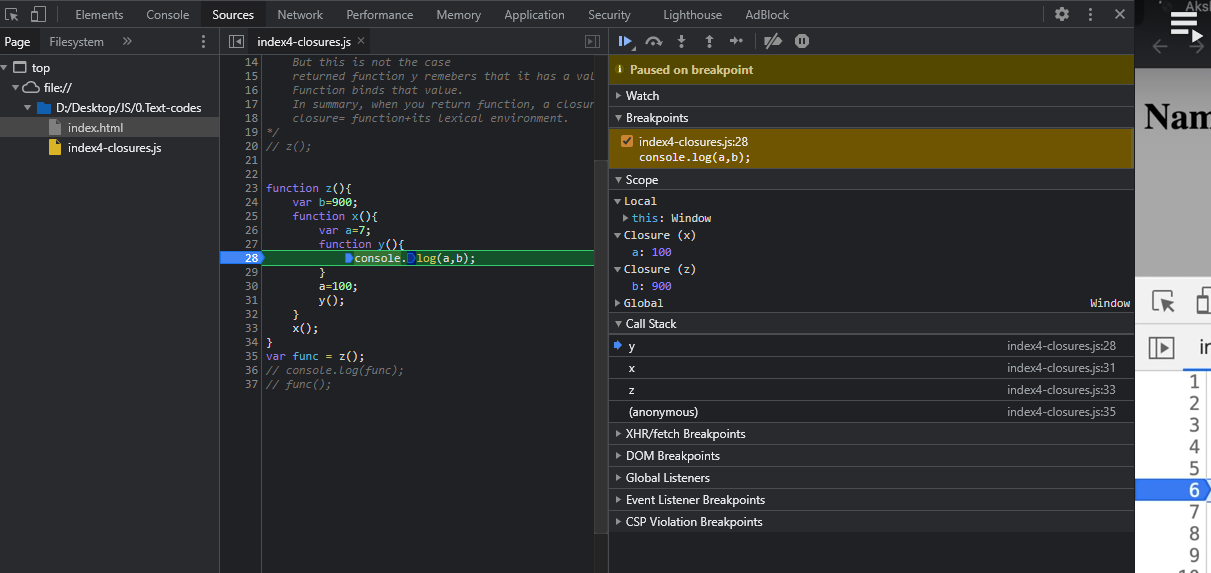 Elements Console Sources Network Performance Memory Application Security Lighthouse AdBlock
Page Filesystem »
index4-closures.js ×
top
file://
D:/Desktop/JS/0.Text-codes
index.html
index4-closures.js
14 But this is not the case
15 returned function y remebers that it has a val
16 Function binds that value.
17 In summary, when you return function, a closur
18 closure= function+its lexical environment.
19 */
20 // z();
21
22
23 function z(){
24 var b=900;
25 function x(){
26 var a=7;
27 function y(){
28 console.log(a,b);
29 }
30 a=100;
31 y();
32 }
33 x();
34 }
35 var func = z();
36 // console.log(func);
37 // func();
Paused on breakpoint
Watch
Breakpoints
index4-closures.js:28
console.log(a,b);
Scope
Local
this: Window
Closure (x)
a: 100
Closure (z)
b: 900
Global Window
Call Stack
y index4-closures.js:28
x index4-closures.js:31
z index4-closures.js:33
(anonymous) index4-closures.js:35
XHR/fetch Breakpoints
DOM Breakpoints
Global Listeners
Event Listener Breakpoints
CSP Violation Breakpoints
Aks
Nam
in
1
2
3
4
5
6
7
8
9
10